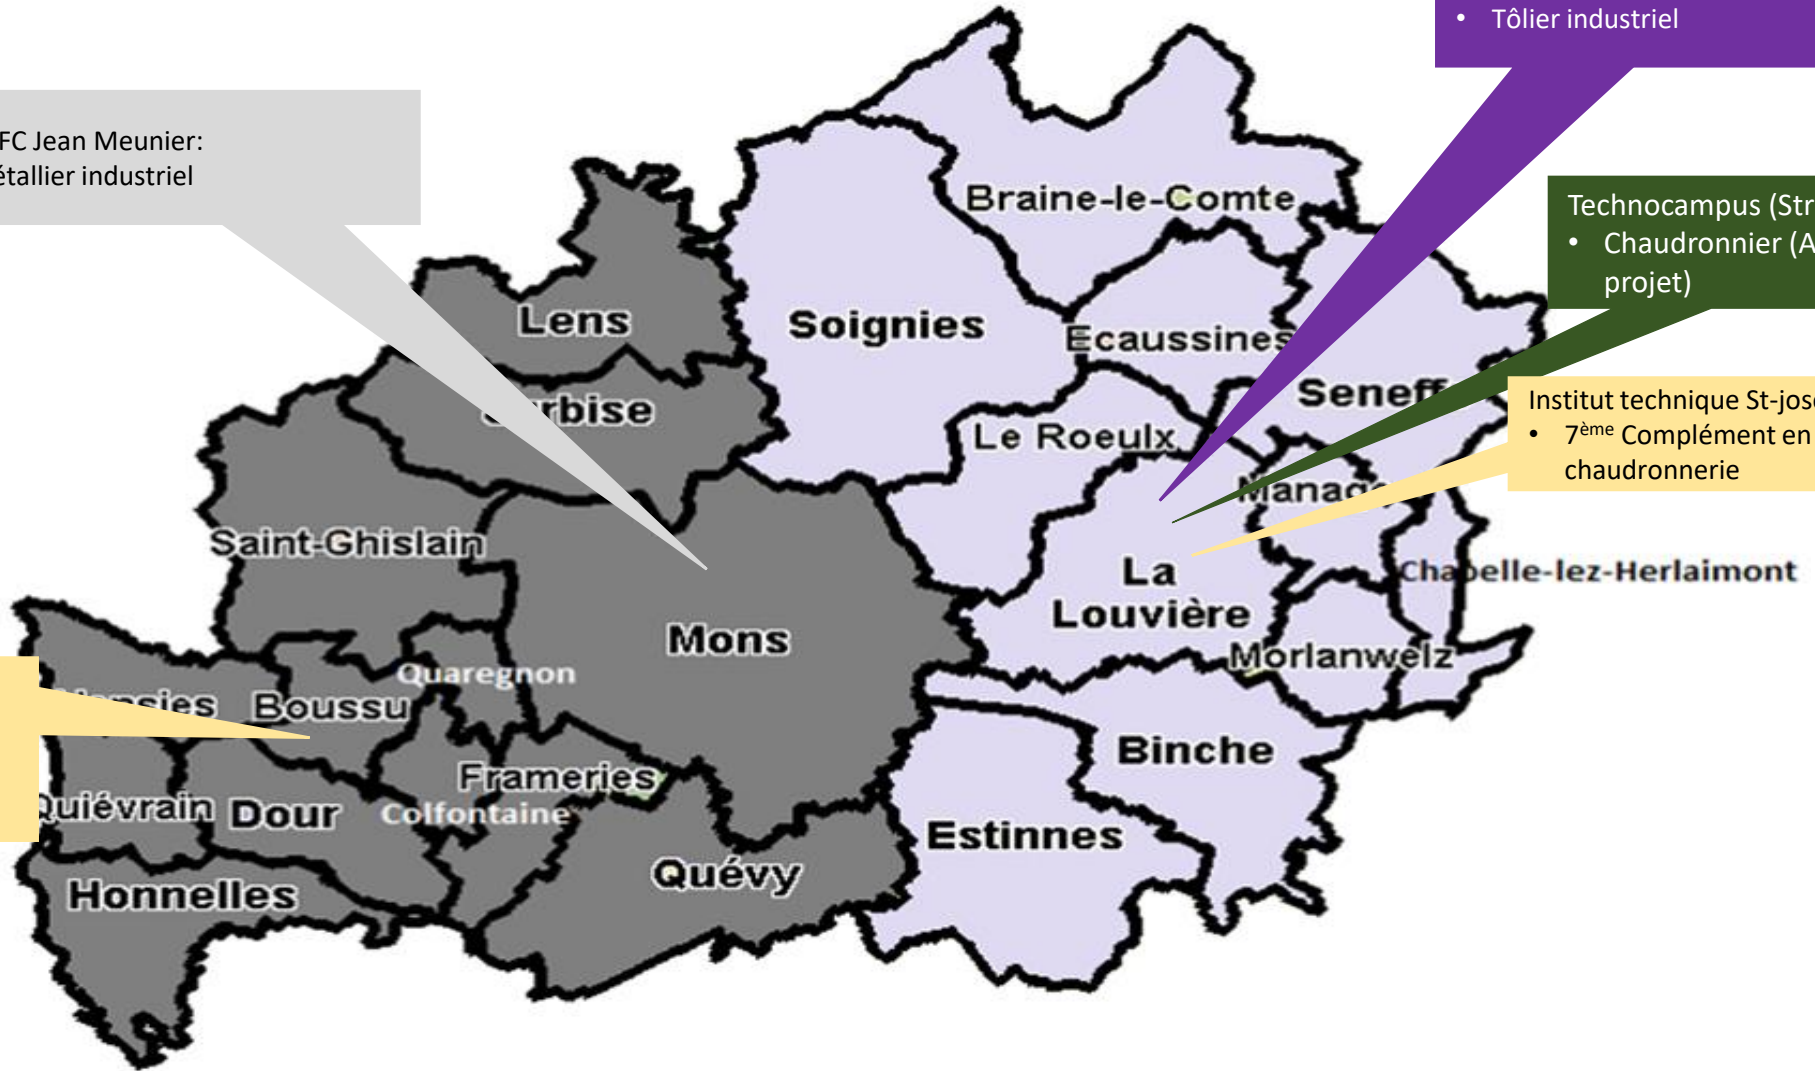 • Tôlier industriel
FC Jean Meunier:
étallier industriel
Braine-le-Comte
Technocampus (Str
• Chaudronnier (A
projet)
Lens
Soignies
Ecaussines
Seneff
Institut technique St-jos
• 7ème Complément en
chaudronnerie
rbise
Le Roeulx
Manag
Saint-Ghislain
Chapelle-lez-Herlaimont
La
Louvière
Mons
Morlanwelz
Quaregnon
sies
Boussu
Binche
Frameries
Quiévrain
Dour
Colfontaine
Estinnes
Quévy
Honnelles